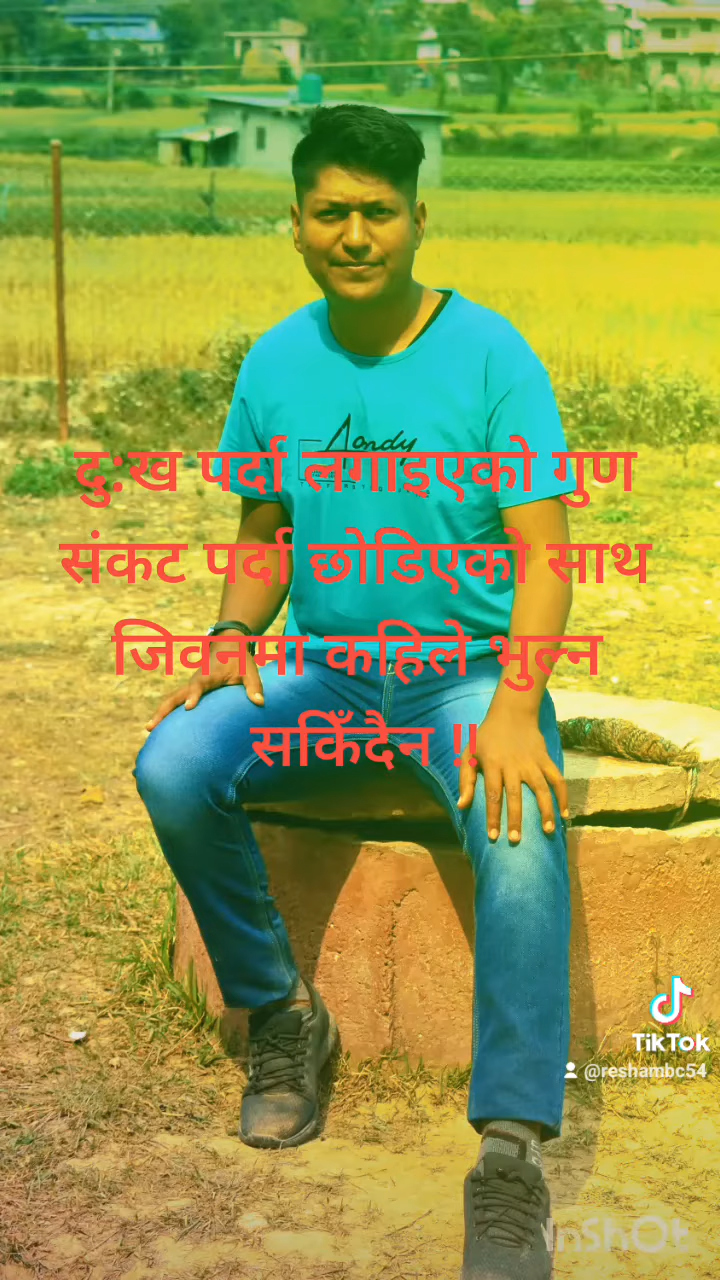 दु:ख पर्दा लगाइएको गुण
संकट पर्दा छोडिएको साथ
जिवनमा कहिले भुल्न
सकिँदैन !!
TikTok
@reshambc54
InShOt